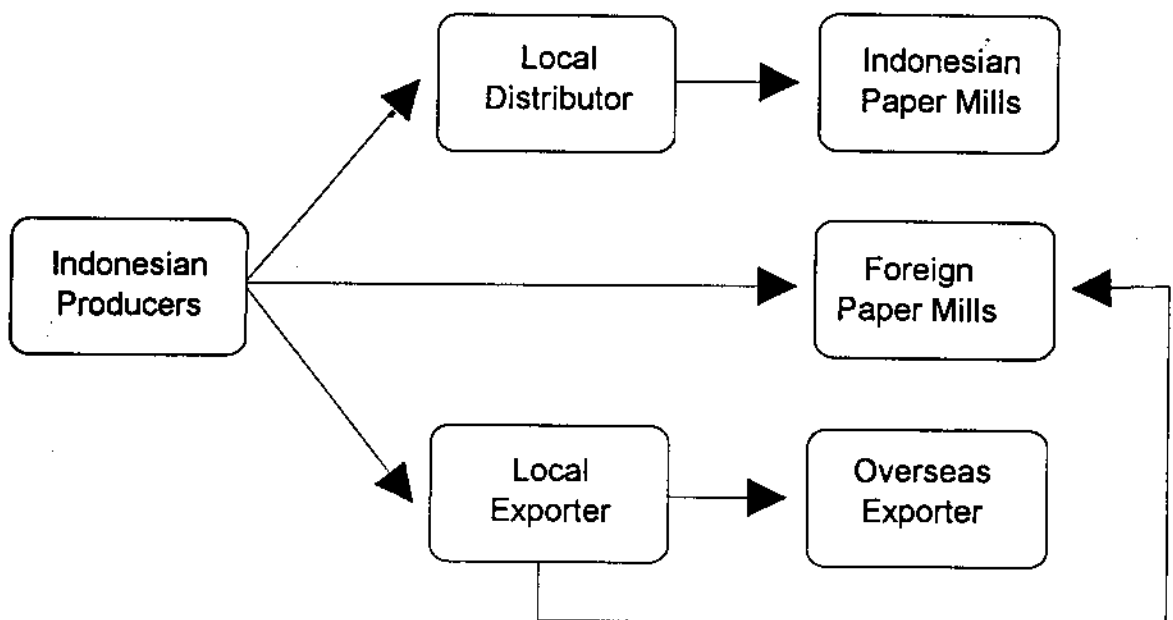 Local
Distributor
Indonesian
Paper Mills
Indonesian
Producers
Foreign
Paper Mills
Local
Exporter
Overseas
Exporter